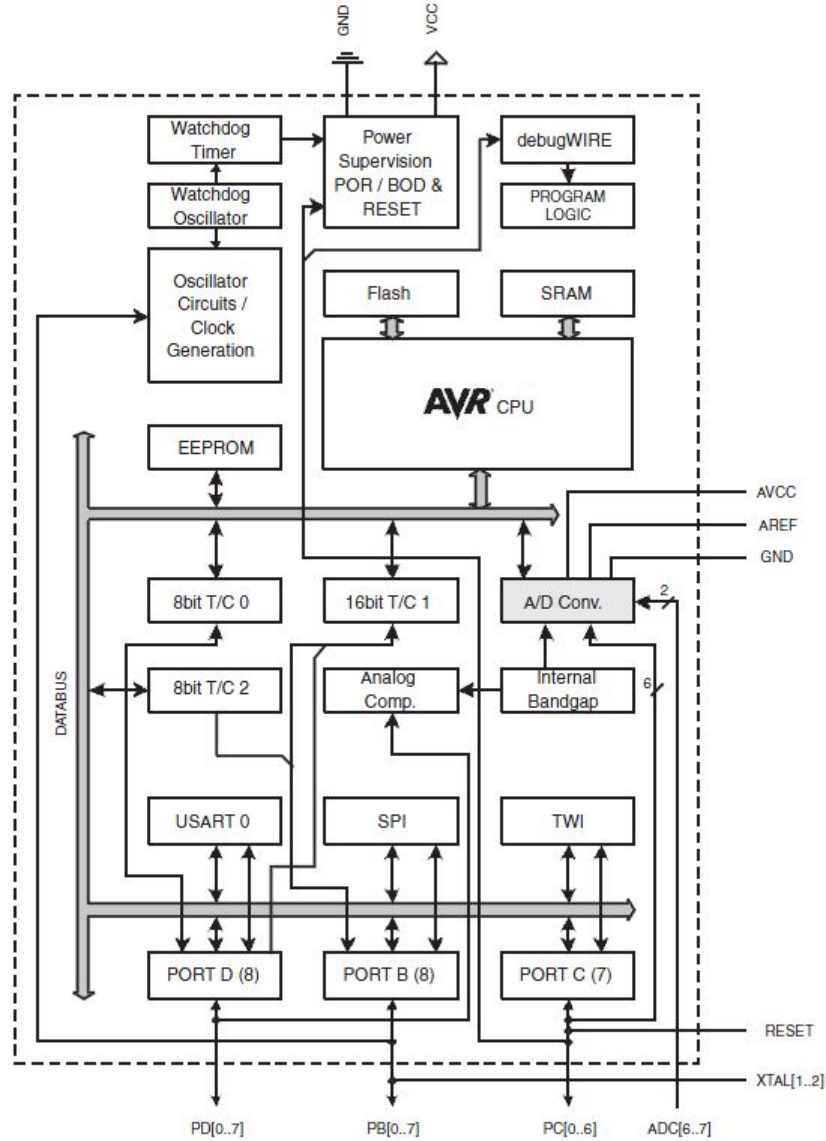 GND
VCC
Watchdog
Timer
Power
Supervision
POR / BOD &
RESET
debugWIRE
Watchdog
Oscillator
PROGRAM
LOGIC
Oscillator
Circuits /
Clock
Generation
Flash
SRAM
AVR CPU
EEPROM
AVCC
AREF
GND
8bit T/C 0
16bit T/C 1
A/D Conv.
2
DATABUS
8bit T/C 2
Analog
Comp.
Internal
Bandgap
6
USART 0
SPI
TWI
PORT D (8)
PORT B (8)
PORT C (7)
RESET
XTAL[1..2]
PD[0..7]
PB[0..7]
PC[0..6]
ADC[6..7]